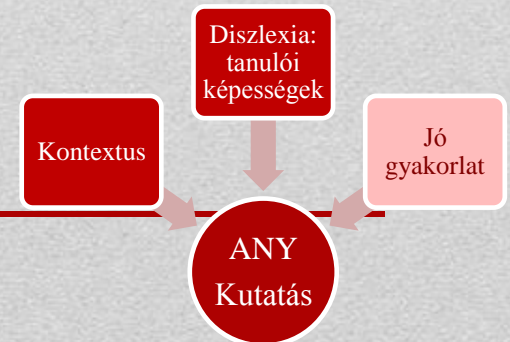 Diszlexia:
tanulói
képességek
Kontextus
Jó
gyakorlat
ANY
Kutatás